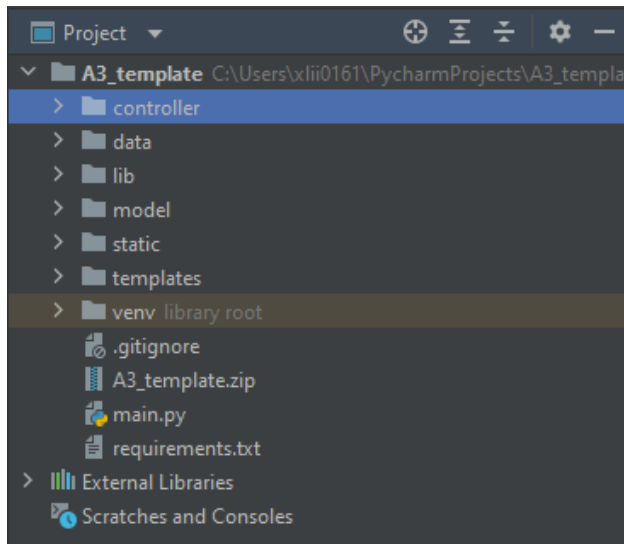 Project
A3_template C:\Users\xlii0161\PycharmProjects\A3_templa
controller
data
lib
model
static
templates
venv library root
.gitignore
A3_template.zip
main.py
requirements.txt
External Libraries
Scratches and Consoles